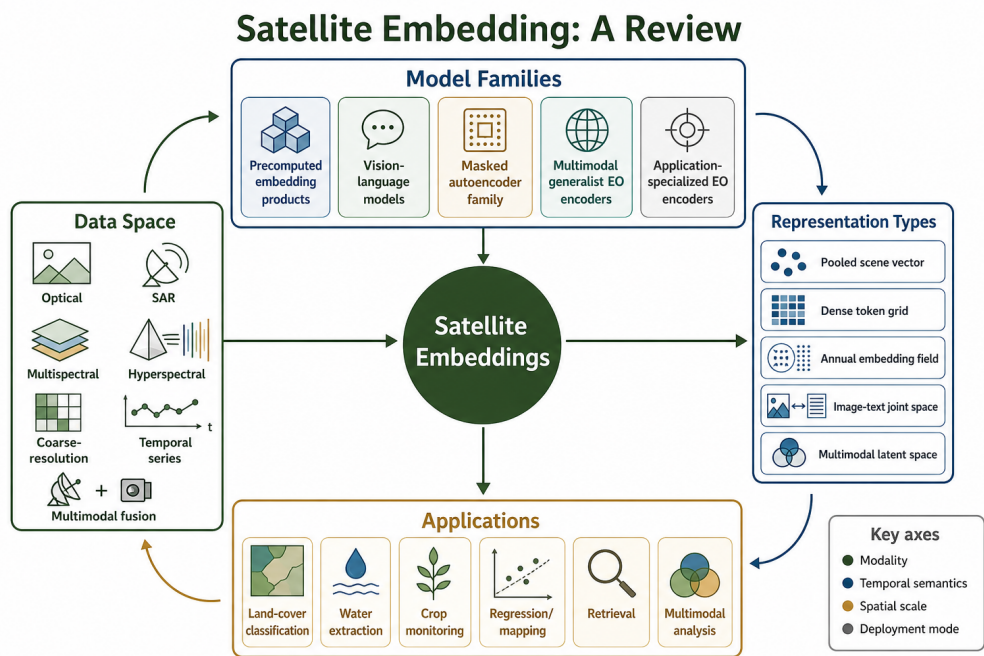 Satellite Embedding: A Review
Model Families
Precomputed
embedding
products
Vision-
language
models
Masked
autoencoder
family
Multimodal
generalist EO
encoders
Application-
specialized EO
encoders
Data Space
Optical
SAR
Multispectral
Hyperspectral
Coarse-
resolution
Temporal
series
t
+
Multimodal fusion
Satellite
Embeddings
Representation Types
Pooled scene vector
Dense token grid
Annual embedding field
Image-text joint space
Multimodal latent space
Applications
Land-cover
classification
Water
extraction
Crop
monitoring
Regression/
mapping
Retrieval
Multimodal
analysis
Key axes
Modality
Temporal semantics
Spatial scale
Deployment mode